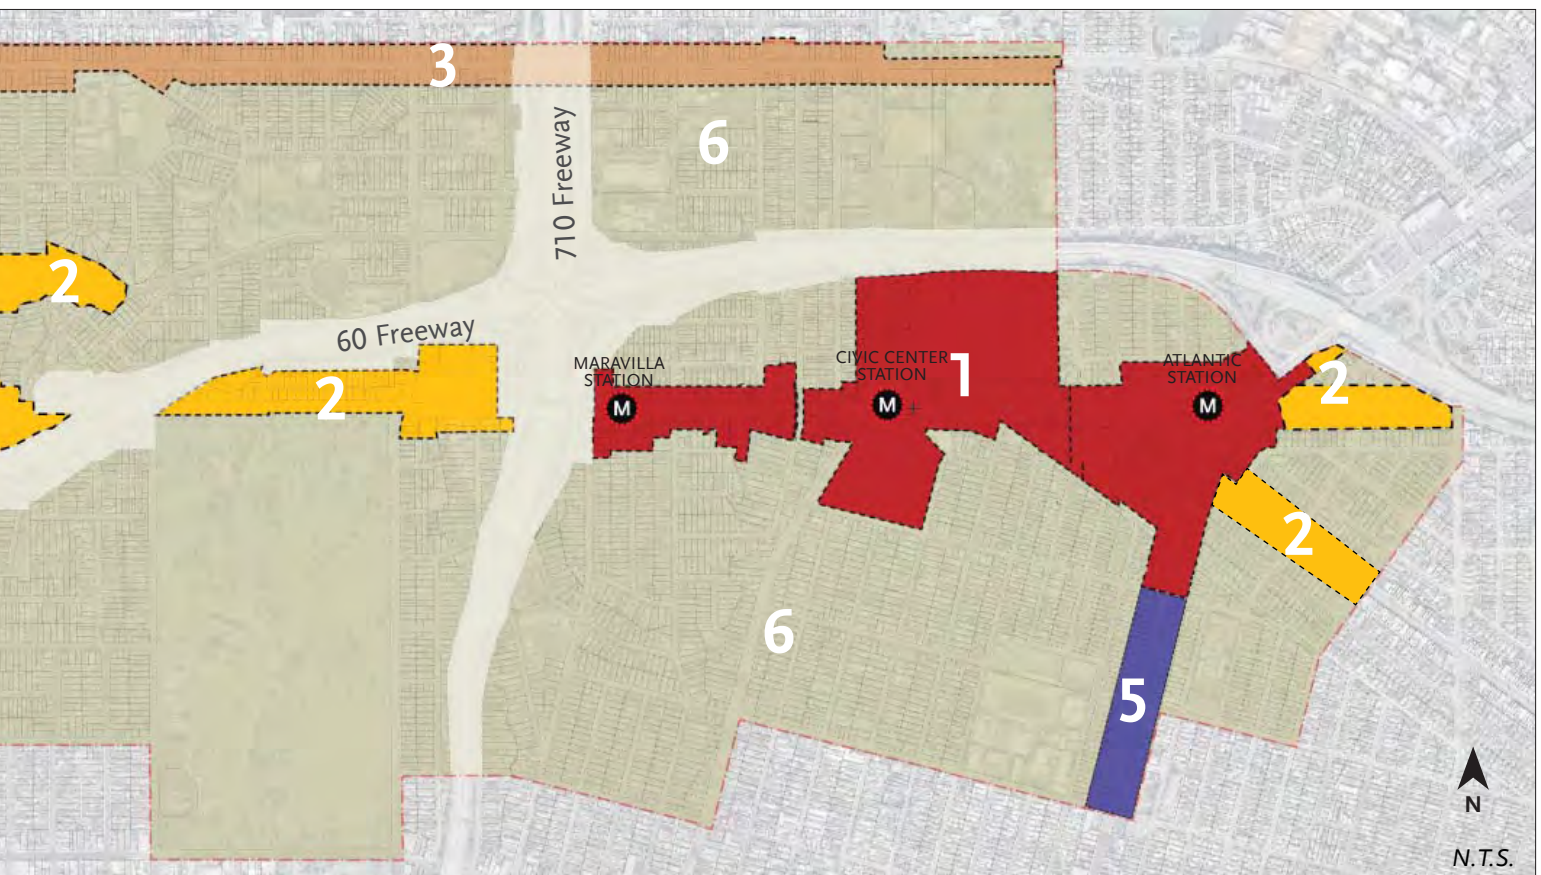 3
6
710 Freeway
2
60 Freeway
2
MARAVILLA
STATION
M
CIVIC CENTER
STATION
M
1
ATLANTIC
STATION
M
2
2
6
5
N
N.T.S.